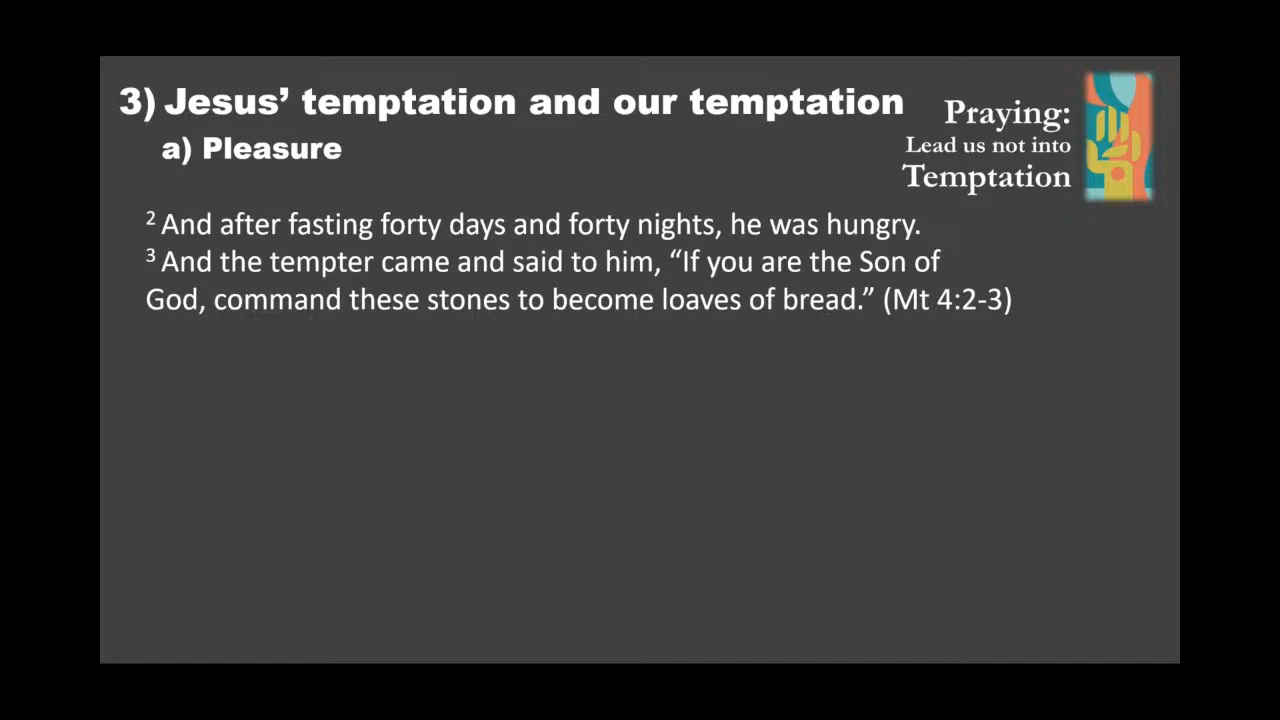 3) Jesus’ temptation and our temptation
a) Pleasure
Praying:
Lead us not into
Temptation
2 And after fasting forty days and forty nights, he was hungry.
3 And the tempter came and said to him, “If you are the Son of
God, command these stones to become loaves of bread.” (Mt 4:2-3)